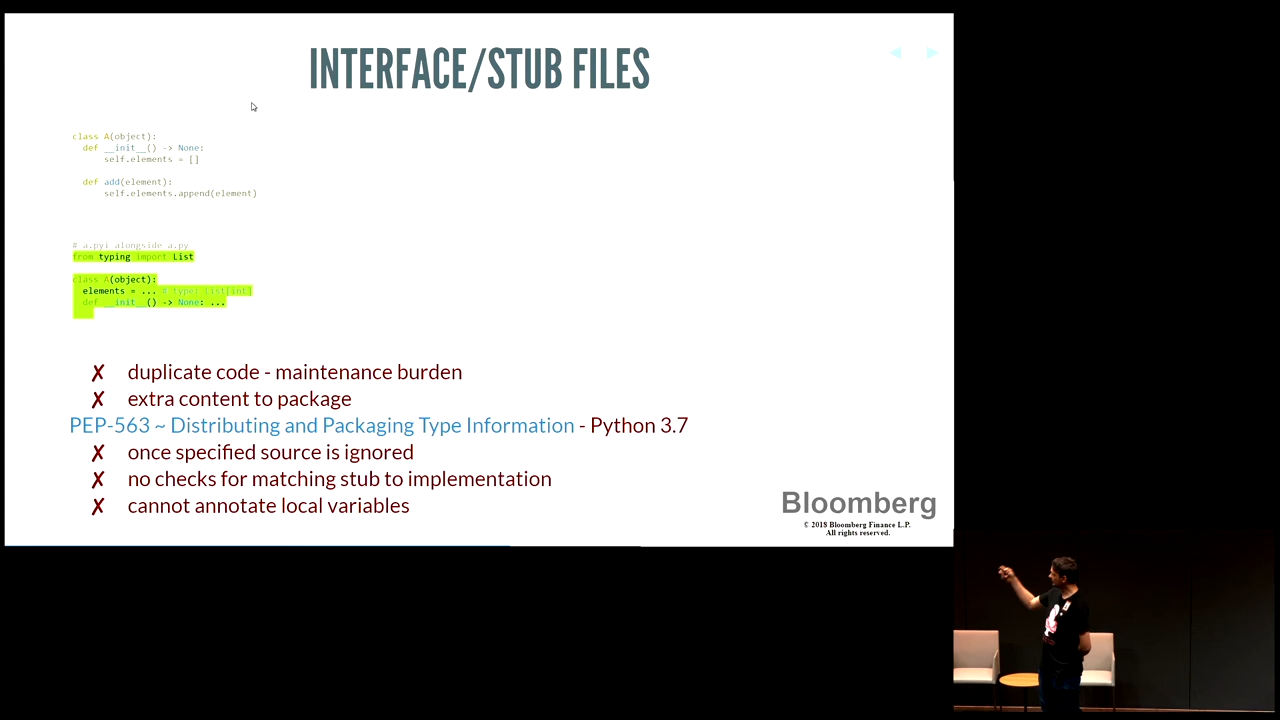 INTERFACE/STUB FILES
class A(object):
def __init__() -> None:
self.elements = []
def add(element):
self.elements.append(element)
# a.pyi alongside a.py
from typing import List
class A(object):
elements = ... # type: List[int]
def __init__() -> None: ...
✗ duplicate code - maintenance burden
✗ extra content to package
PEP-563 ~ Distributing and Packaging Type Information - Python 3.7
✗ once specified source is ignored
✗ no checks for matching stub to implementation
✗ cannot annotate local variables
Bloomberg
© 2018 Bloomberg Finance L.P.
All rights reserved.